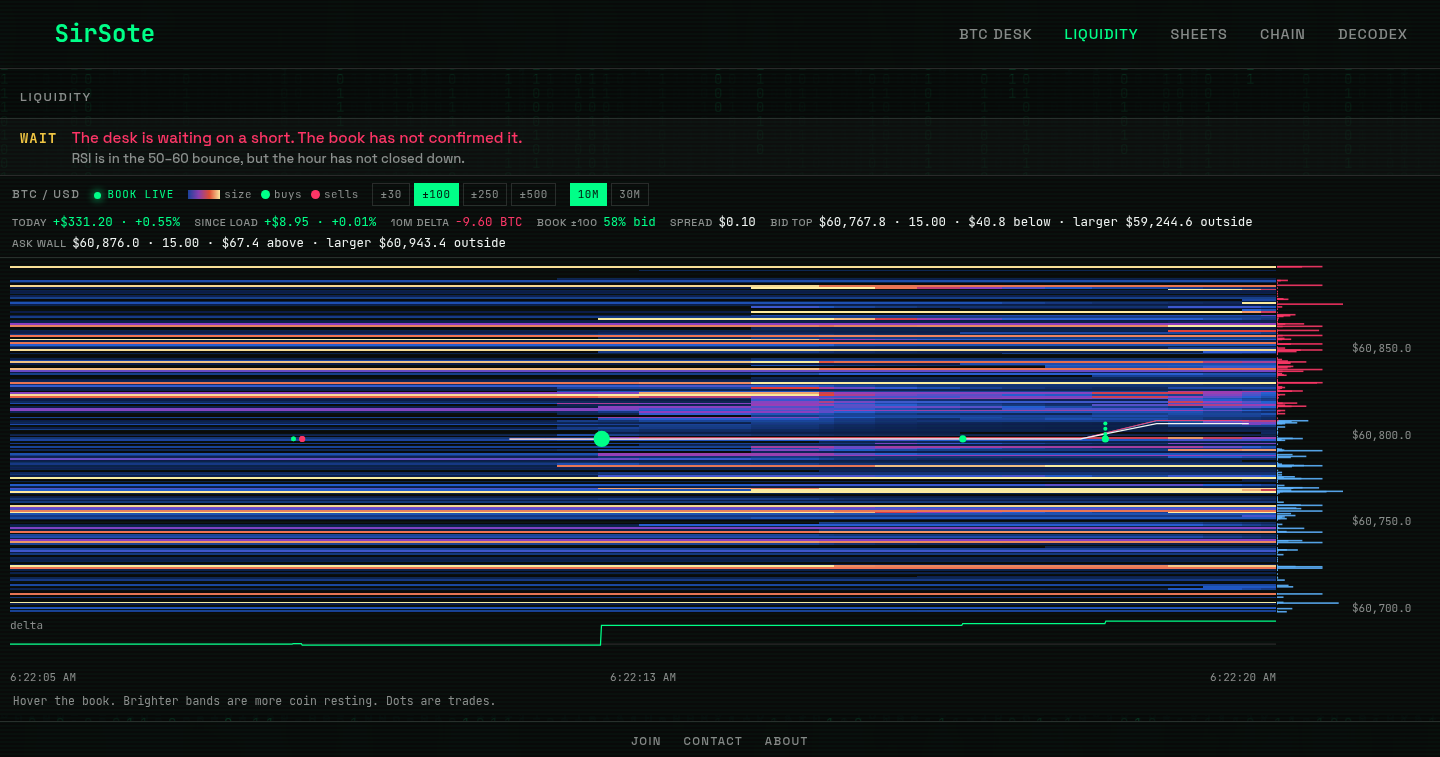 SirSote
BTC DESK LIQUIDITY SHEETS CHAIN DECODEX
LIQUIDITY
WAIT The desk is waiting on a short. The book has not confirmed it.
RSI is in the 50–60 bounce, but the hour has not closed down.
BTC / USD BOOK LIVE size buys sells ±30 ±100 ±250 ±500 10M 30M
TODAY +$331.20 · +0.55% SINCE LOAD +$8.95 · +0.01% 10M DELTA -9.60 BTC BOOK ±100 58% bid SPREAD $0.10 BID TOP $60,767.8 · 15.00 · $40.8 below · larger $59,244.6 outside
ASK WALL $60,876.0 · 15.00 · $67.4 above · larger $60,943.4 outside
$60,850.0
$60,800.0
$60,750.0
$60,700.0
delta
6:22:05 AM 6:22:13 AM 6:22:20 AM
Hover the book. Brighter bands are more coin resting. Dots are trades.
JOIN CONTACT ABOUT